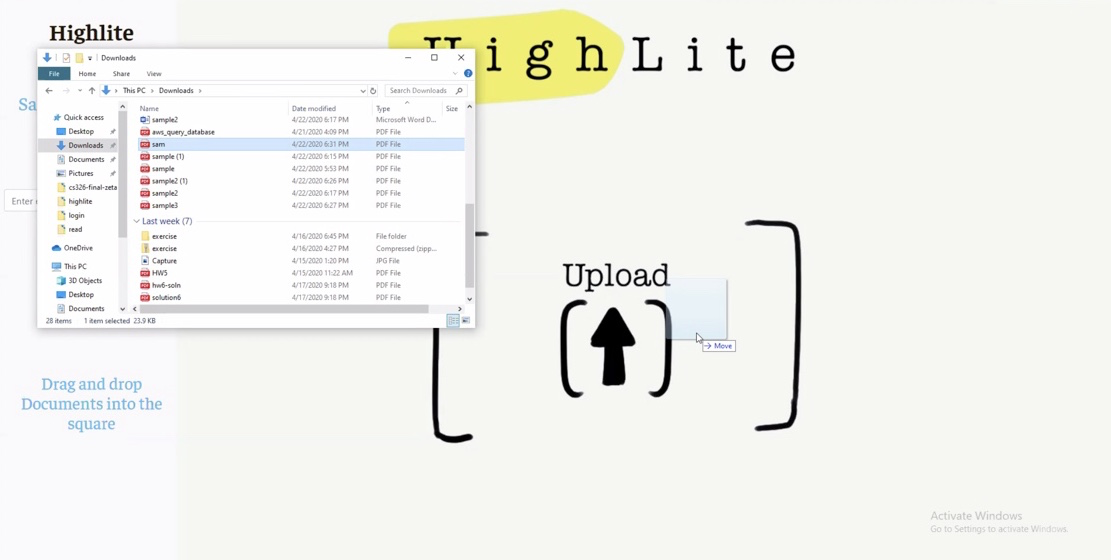 Highlite
HighLite
Downloads
File Home Share View
This PC Downloads
Search Downloads
Name Date modified Type Size
sample2 4/22/2020 6:17 PM Microsoft Word D...
aws_query_database 4/21/2020 4:09 PM PDF File
sam 4/22/2020 6:31 PM PDF File
sample (1) 4/22/2020 6:15 PM PDF File
sample 4/22/2020 5:53 PM PDF File
sample2 (1) 4/22/2020 6:26 PM PDF File
sample2 4/22/2020 6:17 PM PDF File
sample3 4/22/2020 6:27 PM PDF File
Last week (7)
exercise 4/16/2020 6:45 PM File folder
exercise 4/16/2020 4:27 PM Compressed (zipp...
Capture 4/15/2020 1:20 PM JPG File
HW5 4/15/2020 11:22 AM PDF File
hw6-soln 4/17/2020 9:18 PM PDF File
solution6 4/17/2020 9:18 PM PDF File
Quick access
Desktop
Downloads
Documents
Pictures
cs326-final-zeta
highlite
login
read
OneDrive
This PC
3D Objects
Desktop
Documents
28 items 1 item selected 23.9 KB
Sa
Enter
Upload
Move
Drag and drop
Documents into the
square
Activate Windows
Go to Settings to activate Windows.